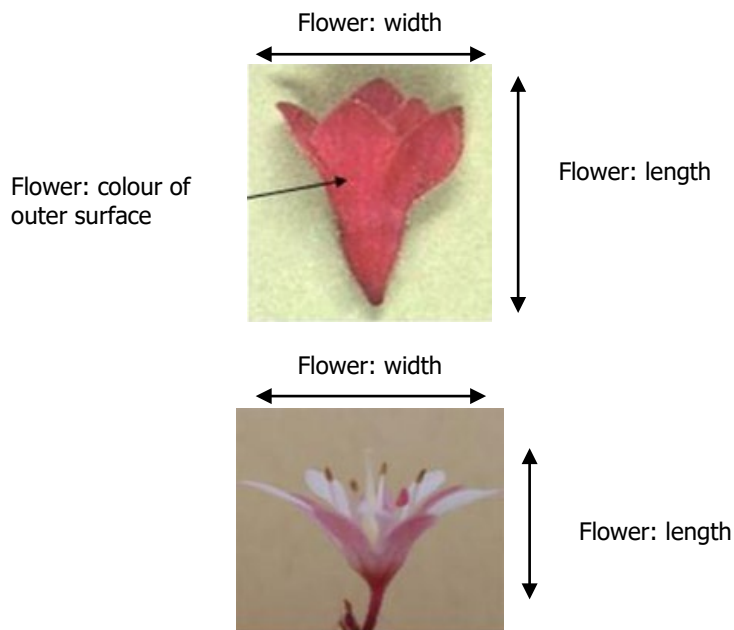 Flower: width
Flower: colour of
outer surface
Flower: length
Flower: width
Flower: length